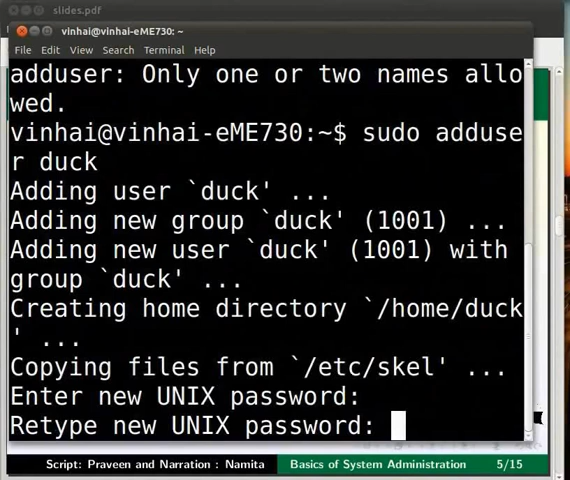 slides.pdf
vinhai@vinhai-eME730: ~
File Edit View Search Terminal Help
adduser: Only one or two names allo
wed.
vinhai@vinhai-eME730:~$ sudo adduse
r duck
Adding user `duck' ...
Adding new group `duck' (1001) ...
Adding new user `duck' (1001) with
group `duck' ...
Creating home directory `/home/duck
' ...
Copying files from `/etc/skel' ...
Enter new UNIX password:
Retype new UNIX password:
Script: Praveen and Narration : Namita Basics of System Administration 5/15